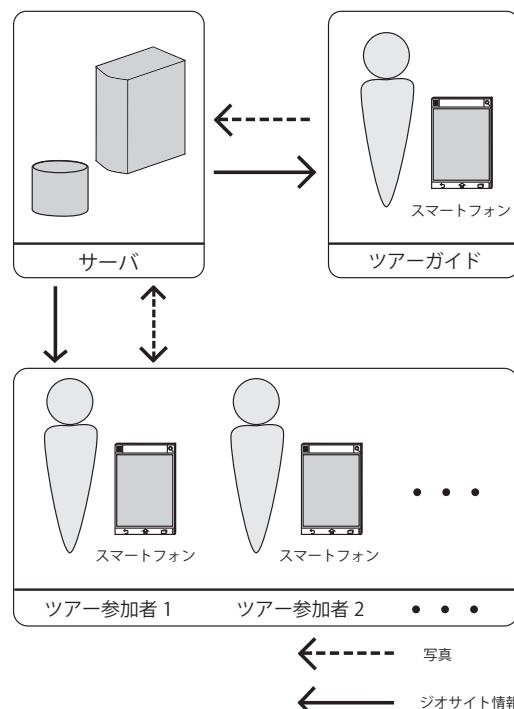 スマートフォン
サーバ
ツアーガイド
スマートフォン
スマートフォン
ツアー参加者 1
ツアー参加者 2
写真
ジオサイト情報